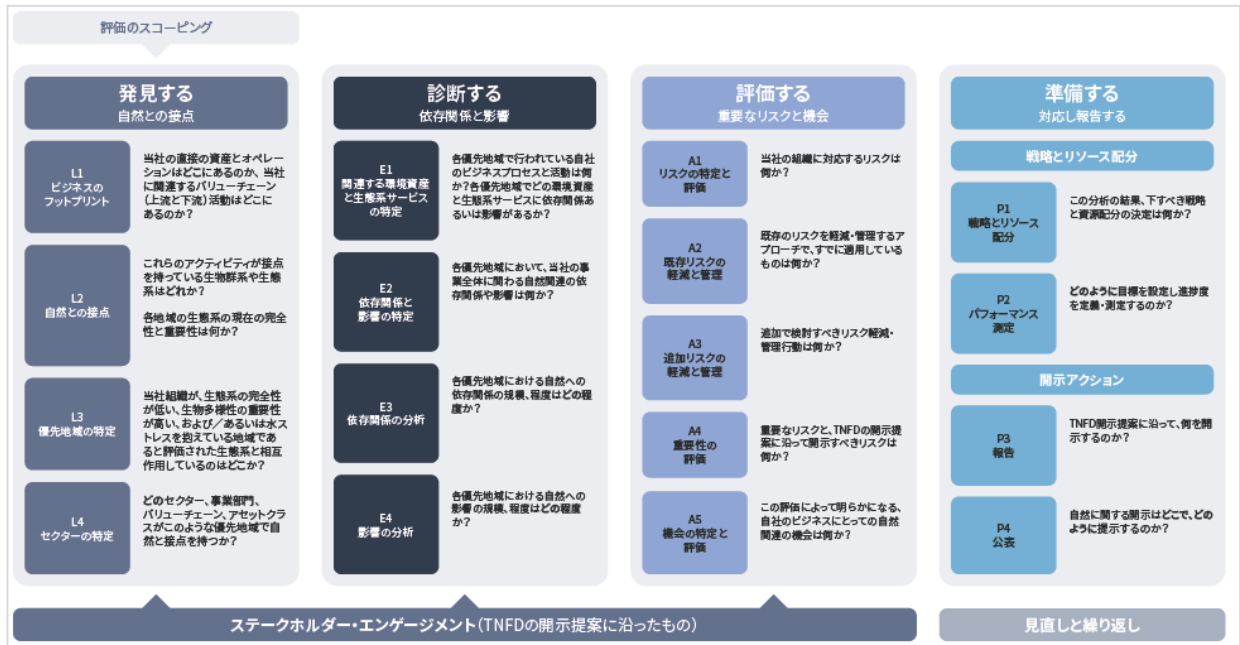 評価のスコーピング
発見する
自然との接点
L1
ビジネスの
フットプリント
当社の直接の資産とオペレー
ションはどこにあるのか、当社
に関連するバリューチェーン
(上流と下流)活動はどこに
あるのか?
L2
自然との接点
これらのアクティビティが接点
を持っている生物群系や生態
系はどれか?
各地域の生態系の現在の完全
性と重要性は何か?
L3
優先地域の特定
当社組織が、生態系の完全性
が低い、生物多様性の重要性
が高い、および/あるいは水ス
トレスを抱えている地域であ
ると評価された生態系と相互
作用しているのはどこか?
L4
セクターの特定
どのセクター、事業部門、
バリューチェーン、アセットクラ
スがこのような優先地域で自
然と接点を持つか?
診断する
依存関係と影響
E1
関連する環境資産
と生態系サービス
の特定
各優先地域で行われている自社
のビジネスプロセスと活動は何
か?各優先地域でどの環境資産
と生態系サービスに依存関係あ
るいは影響があるか?
E2
依存関係と
影響の特定
各優先地域において、当社の事
業全体に関わる自然関連の依
存関係や影響は何か?
E3
依存関係の分析
各優先地域における自然への
依存関係の規模、程度はどの程
度か?
E4
影響の分析
各優先地域における自然への
影響の規模、程度はどの程度
か?
評価する
重要なリスクと機会
A1
リスクの特定と
評価
当社の組織に対応するリスクは
何か?
A2
既存リスクの
軽減と管理
既存のリスクを軽減・管理するア
プローチで、すでに適用している
ものは何か?
A3
追加リスクの
軽減と管理
追加で検討すべきリスク軽減・
管理行動は何か?
A4
重要性の
評価
重要なリスクと、TNFDの開示提
案に沿って開示すべきリスクは
何か?
A5
機会の特定と
評価
この評価によって明らかになる、
自社のビジネスにとっての自然
関連の機会は何か?
準備する
対応し報告する
戦略とリソース配分
P1
戦略とリソース
配分
この分析の結果、下すべき戦略
と資源配分の決定は何か?
P2
パフォーマンス
測定
どのように目標を設定し進捗度
を定義・測定するのか?
開示アクション
P3
報告
TNFD開示提案に沿って、何を開
示するのか?
P4
公表
自然に関する開示はどこで、どの
ように提示するのか?
ステークホルダー・エンゲージメント(TNFDの開示提案に沿ったもの)
見直しと繰り返し